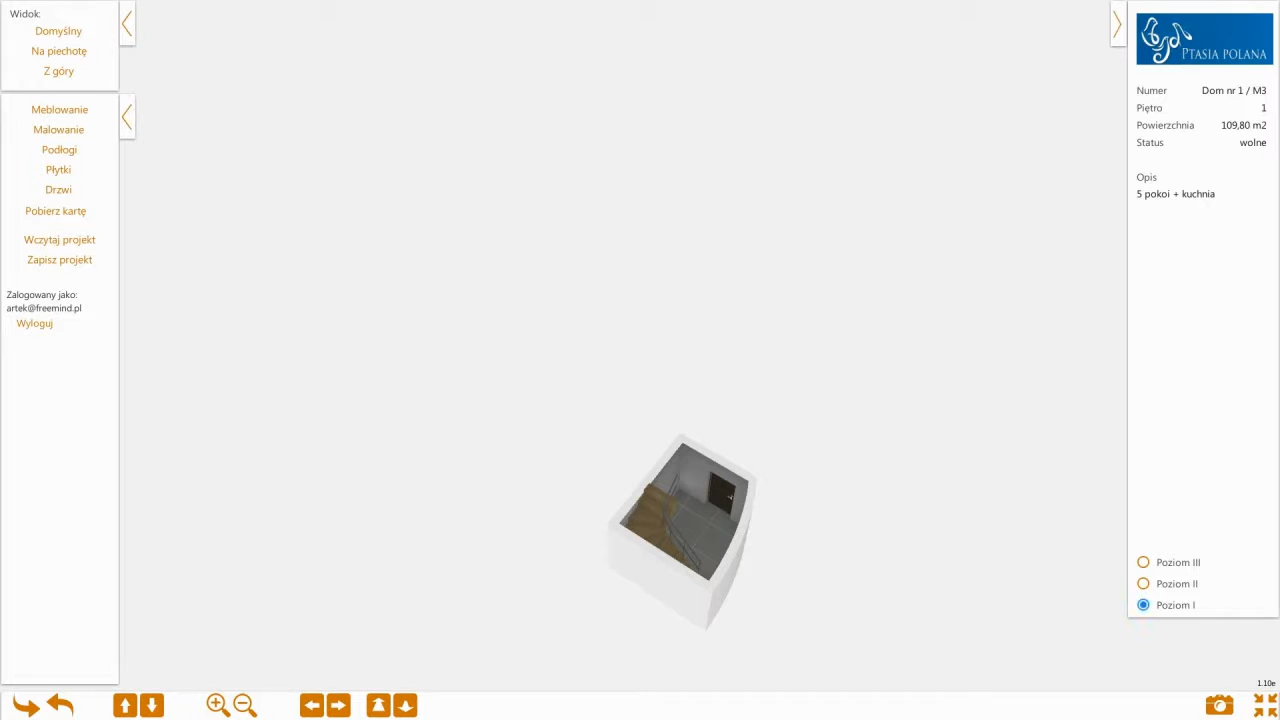 Widok:
Domyślny
Na piechotę
Z góry
Meblowanie
Malowanie
Podłogi
Płytki
Drzwi
Pobierz kartę
Wczytaj projekt
Zapisz projekt
Zalogowany jako:
artek@freemind.pl
Wyloguj
PTASIA POLANA
Numer Dom nr 1 / M3
Piętro 1
Powierzchnia 109,80 m2
Status wolne
Opis
5 pokoi + kuchnia
Poziom III
Poziom II
Poziom I
1.10e